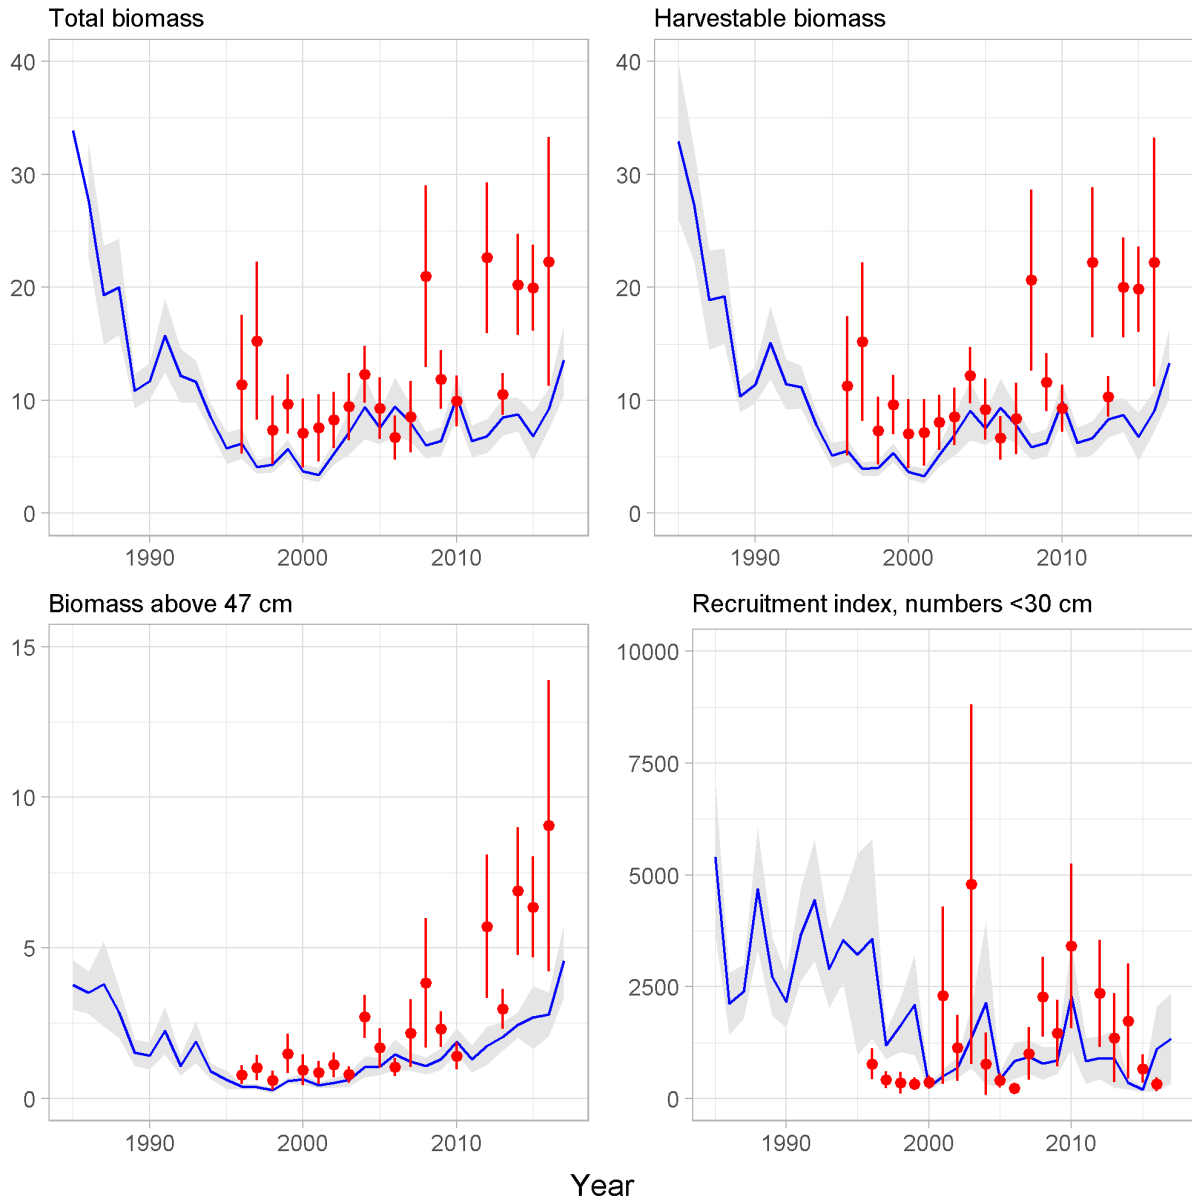 Total biomass
Harvestable biomass
40
30
20
10
0
1990 2000 2010
40
30
20
10
0
1990 2000 2010
Biomass above 47 cm
Recruitment index, numbers <30 cm
15
10
5
0
1990 2000 2010
10000
7500
5000
2500
0
1990 2000 2010
Year